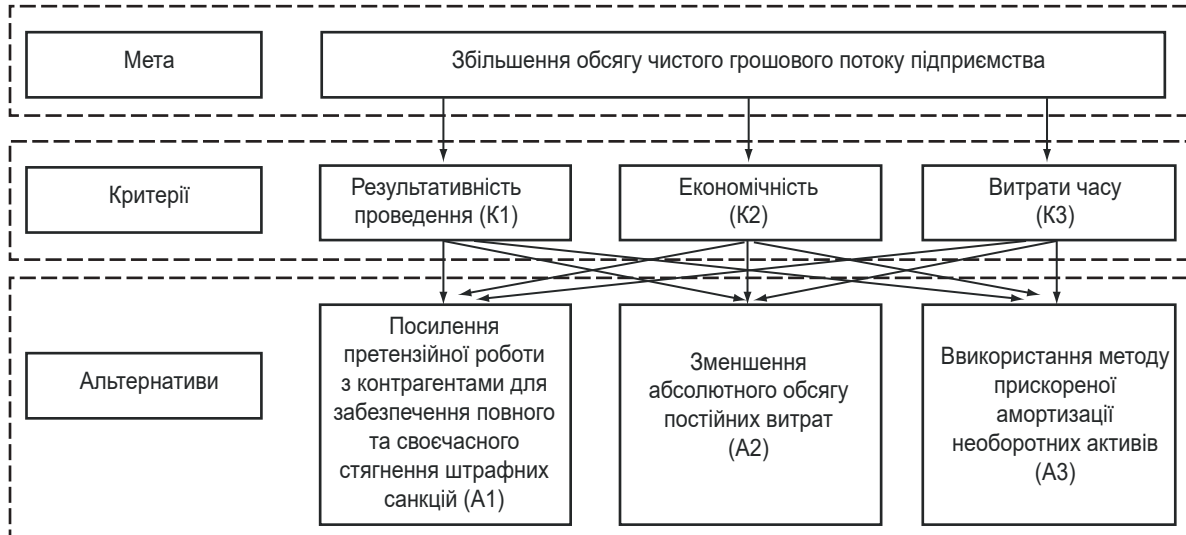 Мета
Збільшення обсягу чистого грошового потоку підприємства
Критерії
Результативність
проведення (К1)
Економічність
(К2)
Витрати часу
(К3)
Альтернативи
Посилення
претензійної роботи
з контрагентами для
забезпечення повного
та своєчасного
стягнення штрафних
санкцій (А1)
Зменшення
абсолютного обсягу
постійних витрат
(А2)
Ввикористання методу
прискореної
амортизації
необоротних активів
(А3)